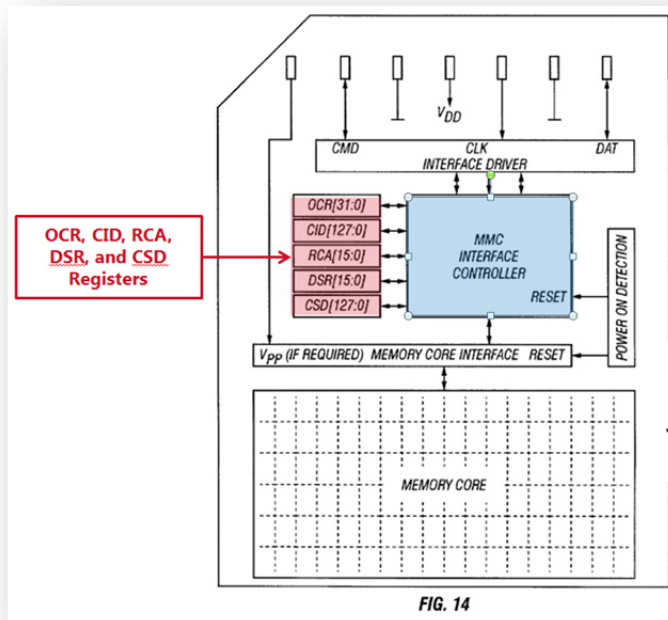 V_DD
CMD CLK DAT
INTERFACE DRIVER
OCR[31:0]
CID[127:0]
RCA[15:0]
DSR[15:0]
CSD[127:0]
OCR, CID, RCA,
DSR, and CSD
Registers
MMC
INTERFACE
CONTROLLER
RESET
POWER ON DETECTION
V_PP (IF REQUIRED) MEMORY CORE INTERFACE RESET
MEMORY CORE
FIG. 14